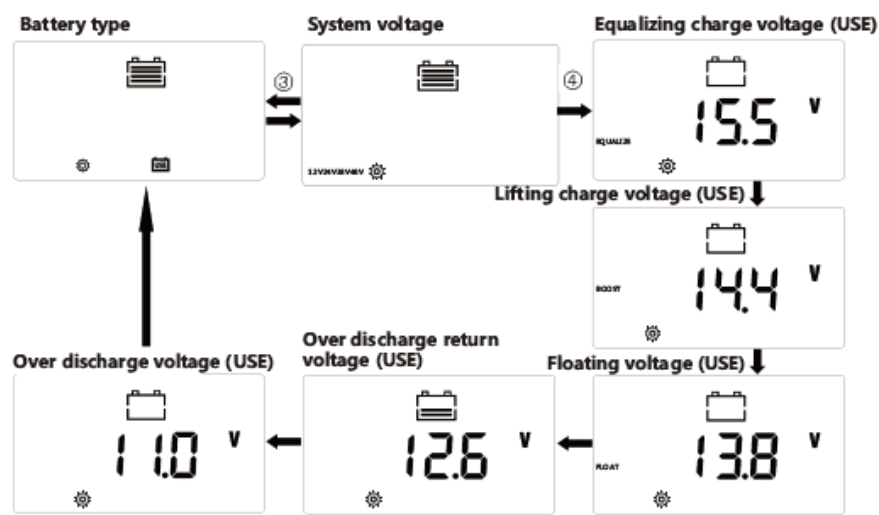 Battery type
System voltage
Equalizing charge voltage (USE)
③
④
USE
12V24V36V48V
EQUALIZE
15.5 V
Lifting charge voltage (USE)
BOOST
14.4 V
Over discharge voltage (USE)
Over discharge return
voltage (USE)
Floating voltage (USE)
11.0 V
12.6 V
FLOAT
13.8 V